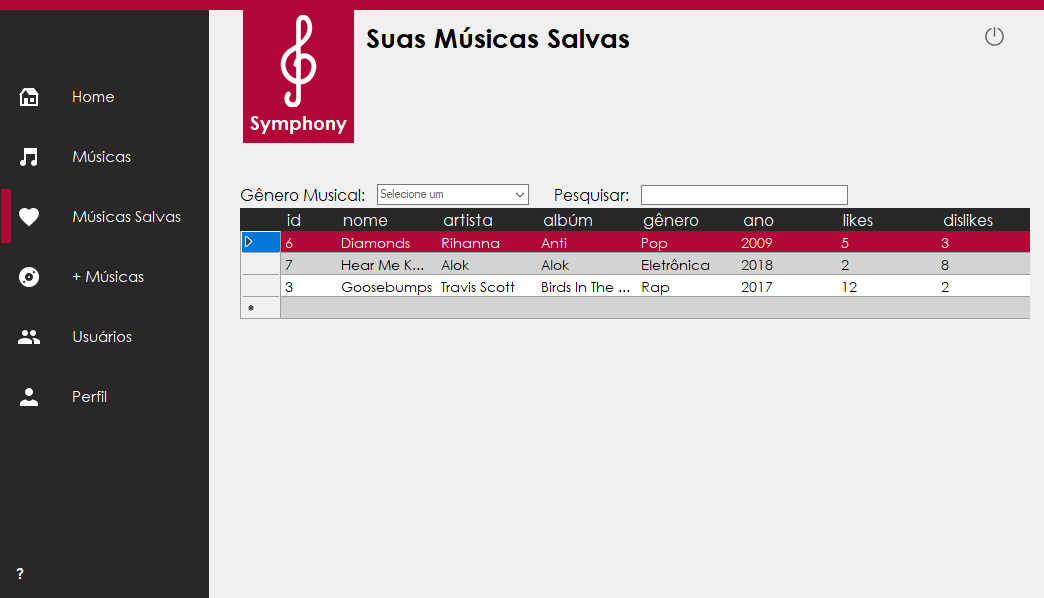 Suas Músicas Salvas
Symphony
Home
Músicas
Músicas Salvas
+ Músicas
Usuários
Perfil
?
Gênero Musical: Selecione um Pesquisar:
id nome artista albúm gênero ano likes dislikes
6 Diamonds Rihanna Anti Pop 2009 5 3
7 Hear Me K... Alok Alok Eletrônica 2018 2 8
3 Goosebumps Travis Scott Birds In The ... Rap 2017 12 2
*